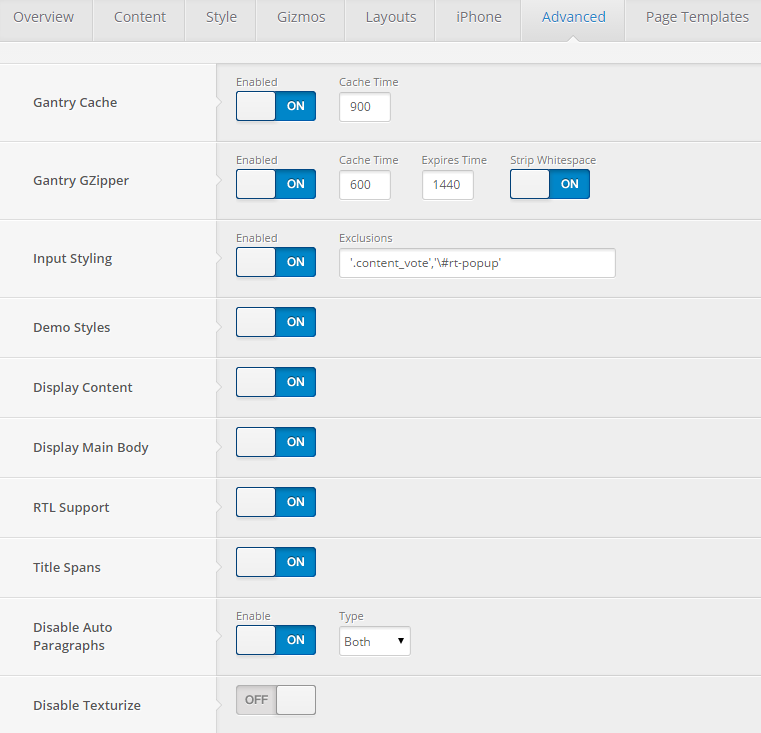 Overview Content Style Gizmos Layouts iPhone Advanced Page Templates
Enabled Cache Time
Gantry Cache ON 900
Enabled Cache Time Expires Time Strip Whitespace
Gantry GZipper ON 600 1440 ON
Enabled Exclusions
Input Styling ON '.content_vote','\#rt-popup'
Demo Styles ON
Display Content ON
Display Main Body ON
RTL Support ON
Title Spans ON
Enable Type
Disable Auto
Paragraphs ON Both
Disable Texturize OFF